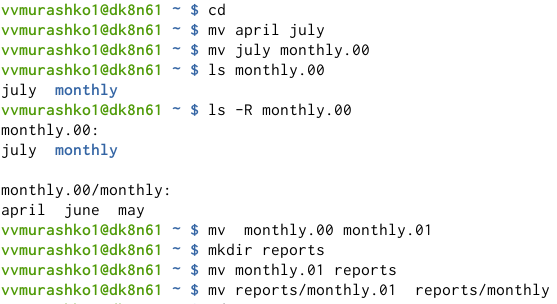 vvmurashko1@dk8n61 ~ $ cd
vvmurashko1@dk8n61 ~ $ mv april july
vvmurashko1@dk8n61 ~ $ mv july monthly.00
vvmurashko1@dk8n61 ~ $ ls monthly.00
july  monthly
vvmurashko1@dk8n61 ~ $ ls -R monthly.00
monthly.00:
july  monthly

monthly.00/monthly:
april  june  may
vvmurashko1@dk8n61 ~ $ mv  monthly.00 monthly.01
vvmurashko1@dk8n61 ~ $ mkdir reports
vvmurashko1@dk8n61 ~ $ mv monthly.01 reports
vvmurashko1@dk8n61 ~ $ mv reports/monthly.01  reports/monthly